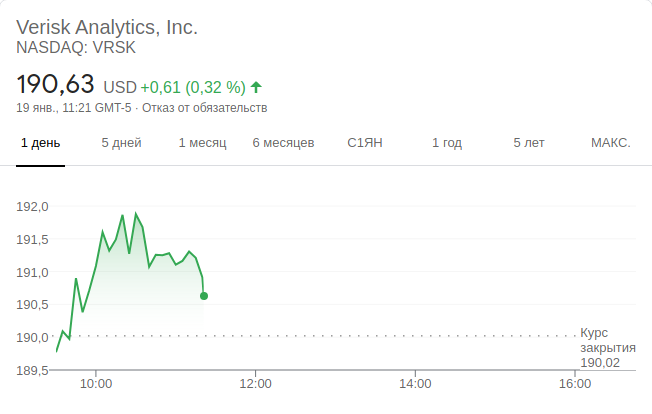 Verisk Analytics, Inc.
NASDAQ: VRSK
190,63 USD +0,61 (0,32 %)
19 янв., 11:21 GMT-5 · Отказ от обязательств
1 день 5 дней 1 месяц 6 месяцев С1ЯН 1 год 5 лет МАКС.
192,0
191,5
191,0
190,5
190,0
189,5
Курс
закрытия
190,02
10:00 12:00 14:00 16:00